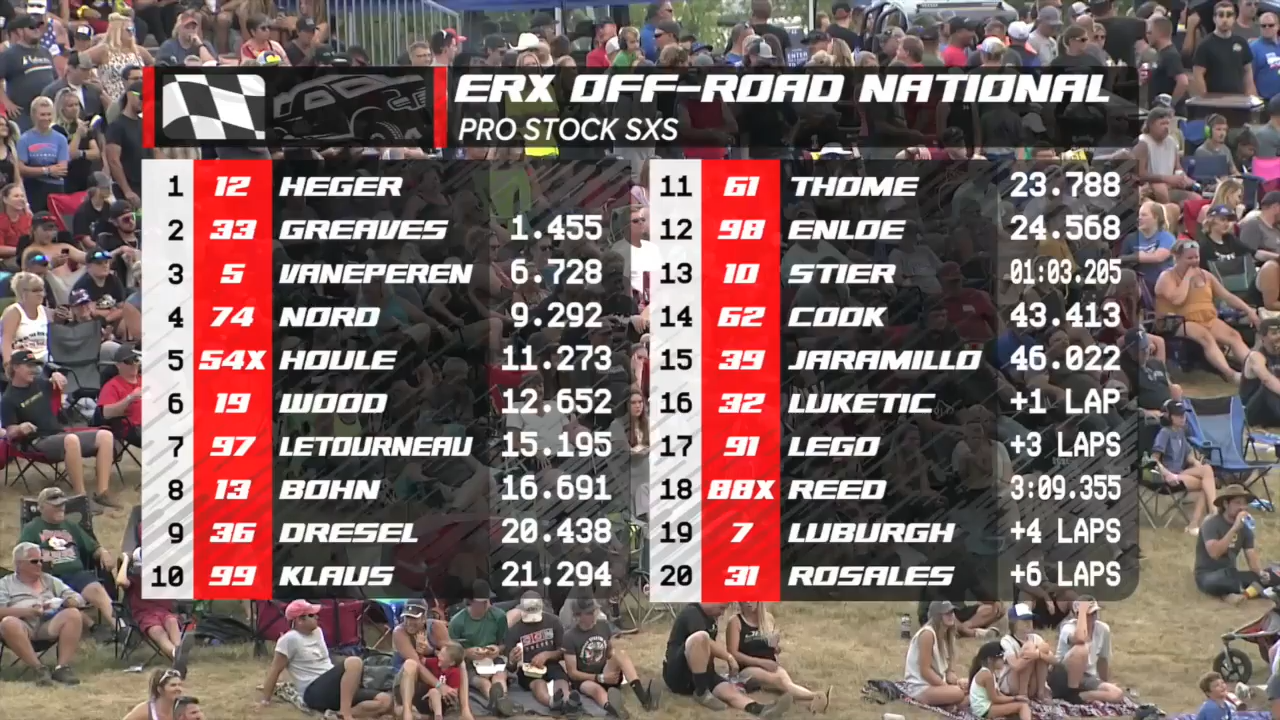 ERX OFF-ROAD NATIONAL
PRO STOCK SXS
1 12 HEGER
2 33 GREAVES 1.455
3 5 VANEPEREN 6.728
4 74 NORD 9.292
5 54X HOULE 11.273
6 19 WOOD 12.652
7 97 LETOURNEAU 15.195
8 13 BOHN 16.691
9 36 DRESEL 20.438
10 99 KLAUS 21.294
11 61 THOME 23.788
12 98 ENLOE 24.568
13 10 STIER 01:03.205
14 62 COOK 43.413
15 39 JARAMILLO 46.022
16 32 LUKETIC +1 LAP
17 91 LEGO +3 LAPS
18 88X REED 3:09.355
19 7 LUBURGH +4 LAPS
20 31 ROSALES +6 LAPS